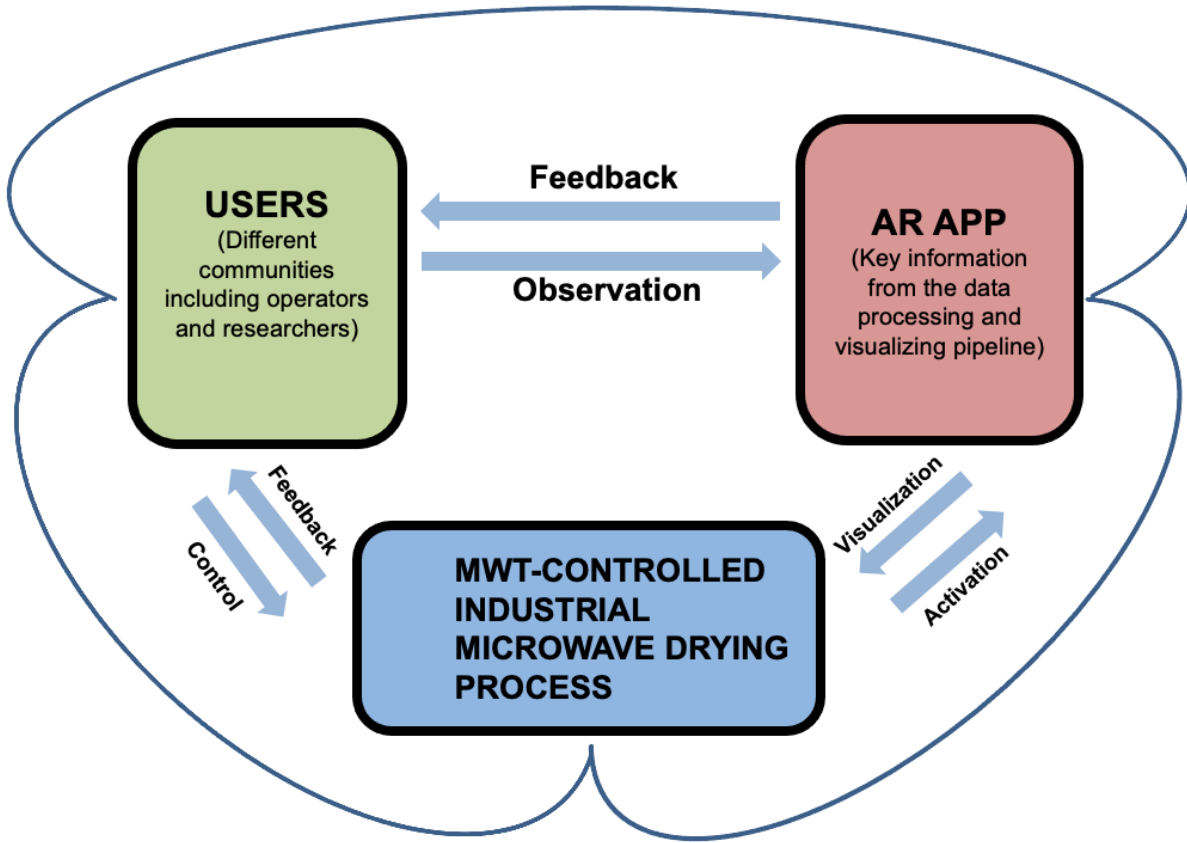 Feedback
USERS
(Different
communities
including operators
and researchers)
AR APP
(Key information
from the data
processing and
visualizing pipeline)
Observation
Feedback
Control
Visualization
Activation
MWT-CONTROLLED
INDUSTRIAL
MICROWAVE DRYING
PROCESS